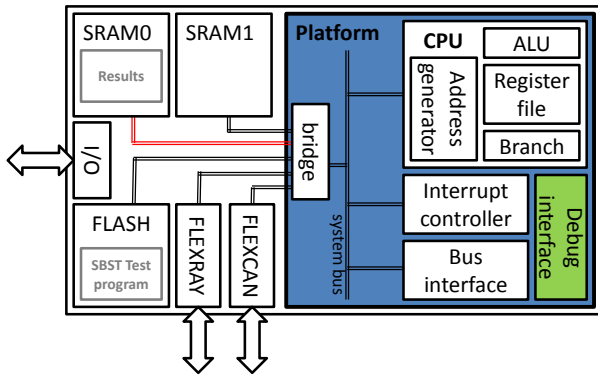 SRAM0
Results
SRAM1
Platform
CPU
ALU
Address
generator
Register
file
Branch
bridge
I/O
system bus
Interrupt
controller
Debug
interface
Bus
interface
FLASH
SBST Test
program
FLEXRAY
FLEXCAN